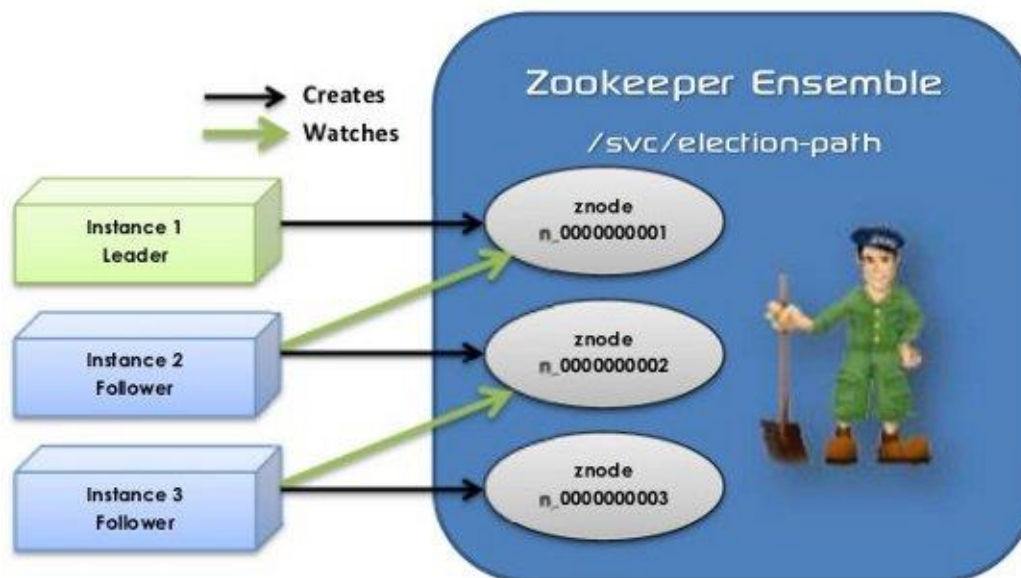 Zookeeper Ensemble
/svc/election-path
Creates
Watches
Instance 1
Leader
znode
n_0000000001
Instance 2
Follower
znode
n_0000000002
Instance 3
Follower
znode
n_0000000003